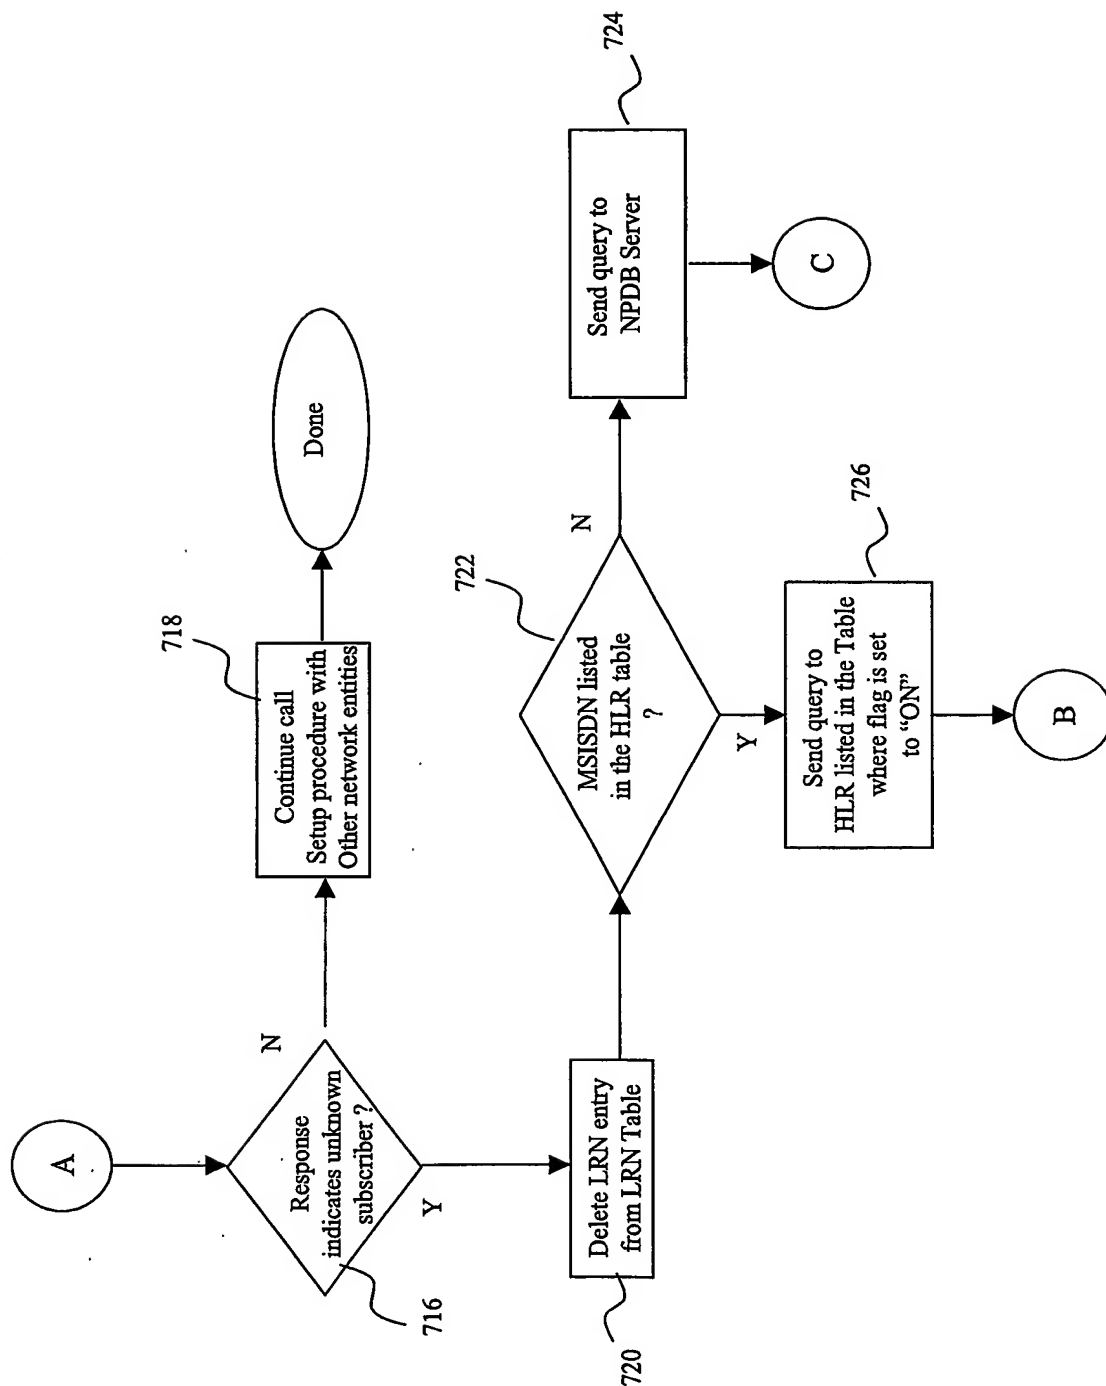 A
Response
indicates unknown
subscriber ?
716
N
Y
718
Continue call
Setup procedure with
Other network entities
Done
Delete LRN entry
from LRN Table
720
MSISDN listed
in the HLR table
?
722
N
Y
Send query to
NPDB Server
724
C
Send query to
HLR listed in the Table
where flag is set
to “ON”
726
B